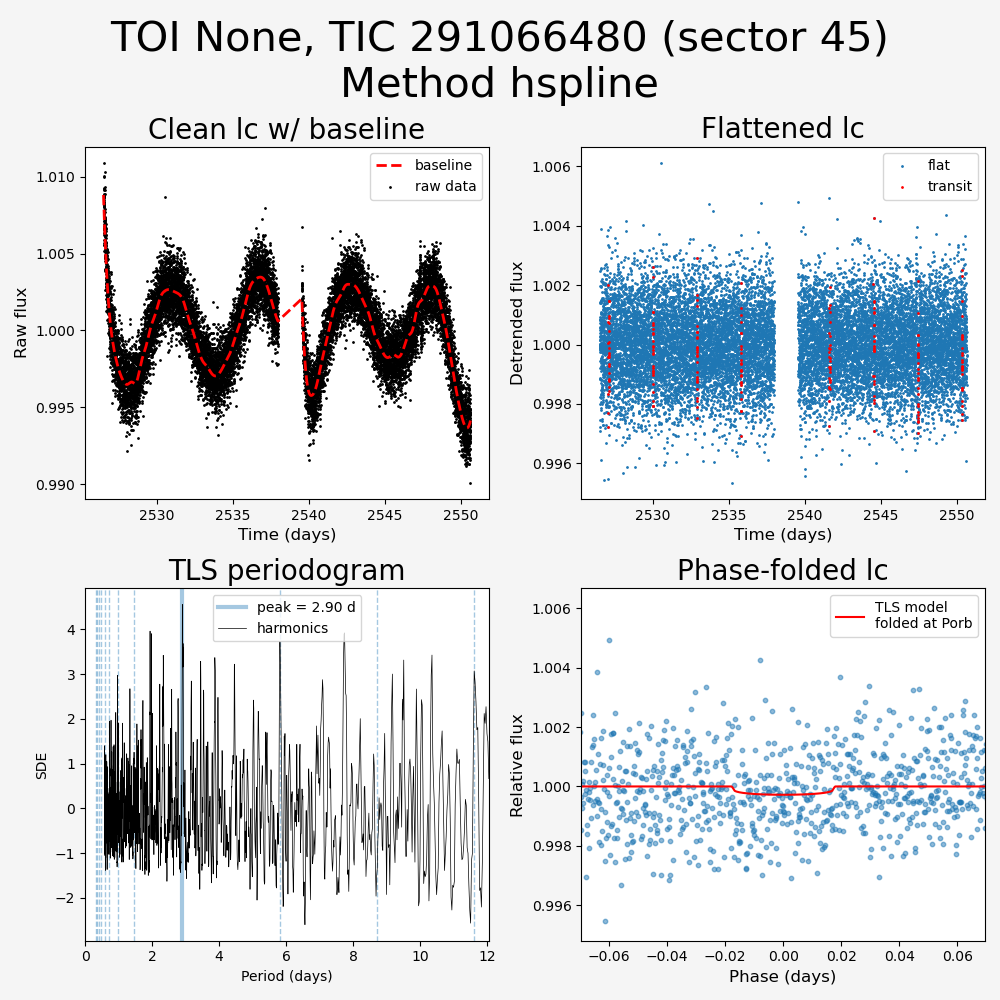 TOI None, TIC 291066480 (sector 45)
Method hspline
Clean lc w/ baseline
Flattened lc
baseline
raw data
flat
transit
1.010
1.005
1.000
0.995
0.990
Raw flux
1.006
1.004
1.002
1.000
0.998
0.996
Detrended flux
2530 2535 2540 2545 2550
Time (days)
2530 2535 2540 2545 2550
Time (days)
TLS periodogram
Phase-folded lc
peak = 2.90 d
harmonics
TLS model
folded at Porb
4
3
2
1
0
−1
−2
SDE
1.006
1.004
1.002
1.000
0.998
0.996
Relative flux
0 2 4 6 8 10 12
Period (days)
−0.06 −0.04 −0.02 0.00 0.02 0.04 0.06
Phase (days)